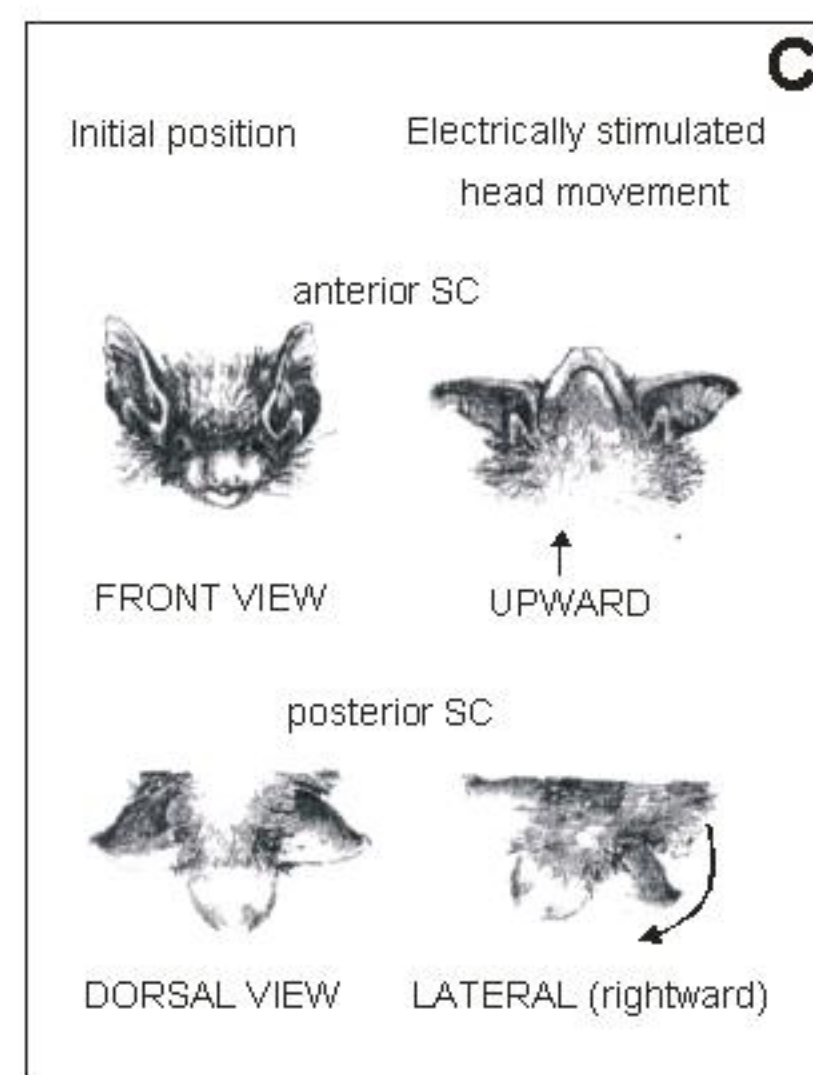 C
Initial position
Electrically stimulated
head movement
anterior SC
FRONT VIEW
UPWARD
posterior SC
DORSAL VIEW
LATERAL (rightward)